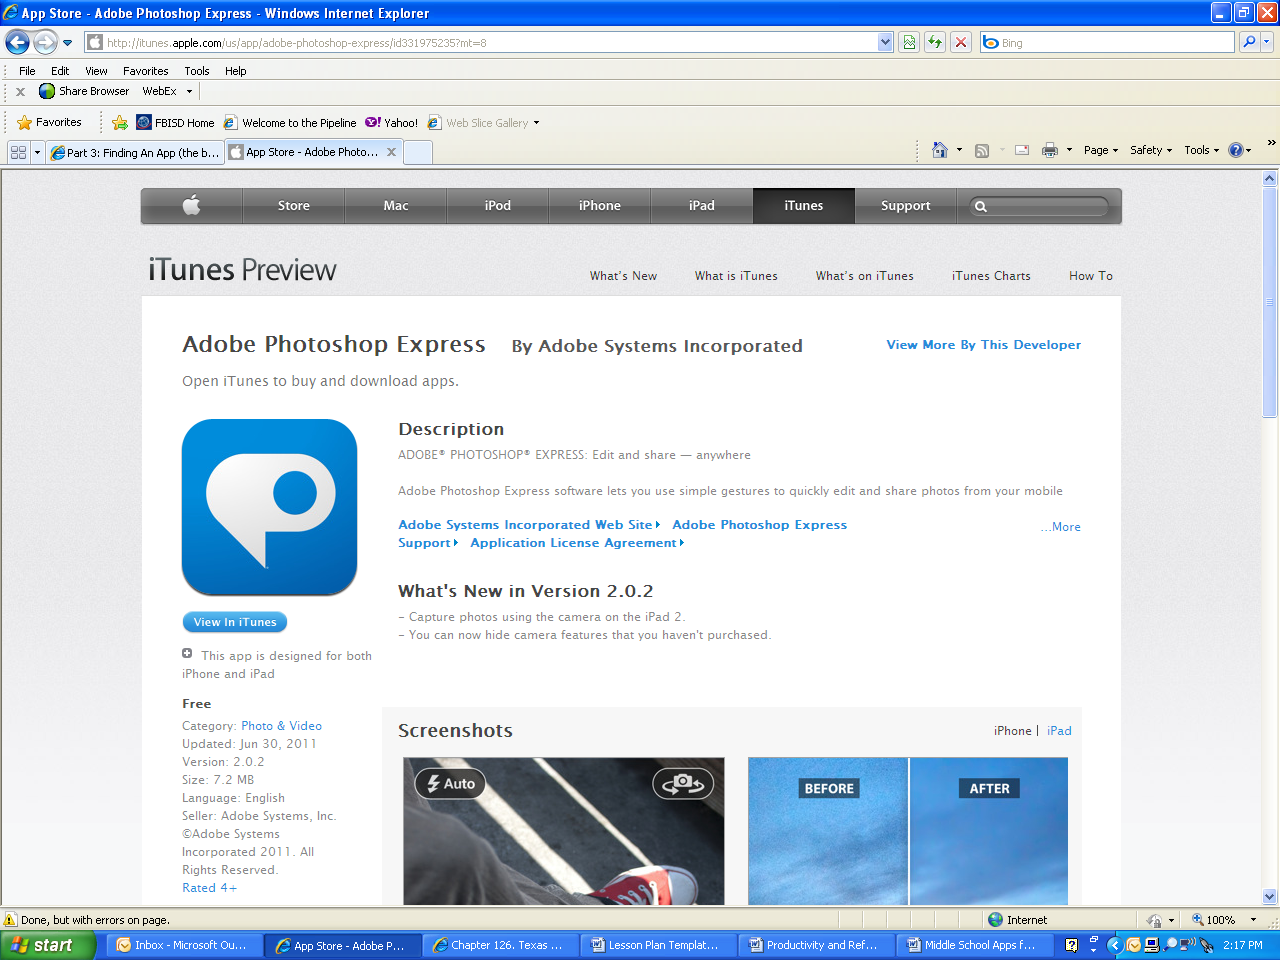 App Store - Adobe Photoshop Express - Windows Internet Explorer
http://itunes.apple.com/us/app/adobe-photoshop-express/id331975235?mt=8
Bing
File Edit View Favorites Tools Help
x Share Browser WebEx
Favorites FBISD Home Welcome to the Pipeline Yahoo! Web Slice Gallery
Part 3: Finding An App (the b... App Store - Adobe Photo... X Page Safety Tools »
Store Mac iPod iPhone iPad iTunes Support
iTunes Preview What's New What is iTunes What's on iTunes iTunes Charts How To
Adobe Photoshop Express By Adobe Systems Incorporated View More By This Developer
Open iTunes to buy and download apps.
Description
ADOBE® PHOTOSHOP® EXPRESS: Edit and share — anywhere
Adobe Photoshop Express software lets you use simple gestures to quickly edit and share photos from your mobile
Adobe Systems Incorporated Web Site Adobe Photoshop Express ...More
Support Application License Agreement
What's New in Version 2.0.2
- Capture photos using the camera on the iPad 2.
- You can now hide camera features that you haven't purchased.
View In iTunes
This app is designed for both
iPhone and iPad
Free
Category: Photo & Video
Updated: Jun 30, 2011
Version: 2.0.2
Size: 7.2 MB
Language: English
Seller: Adobe Systems, Inc.
©Adobe Systems
Incorporated 2011. All
Rights Reserved.
Rated 4+
Screenshots iPhone | iPad
Auto BEFORE AFTER
Done, but with errors on page. Internet 100%
start Inbox - Microsoft Ou... App Store - Adobe P... Chapter 126. Texas ... Lesson Plan Templat... Productivity and Ref... Middle School Apps f... 2:17 PM